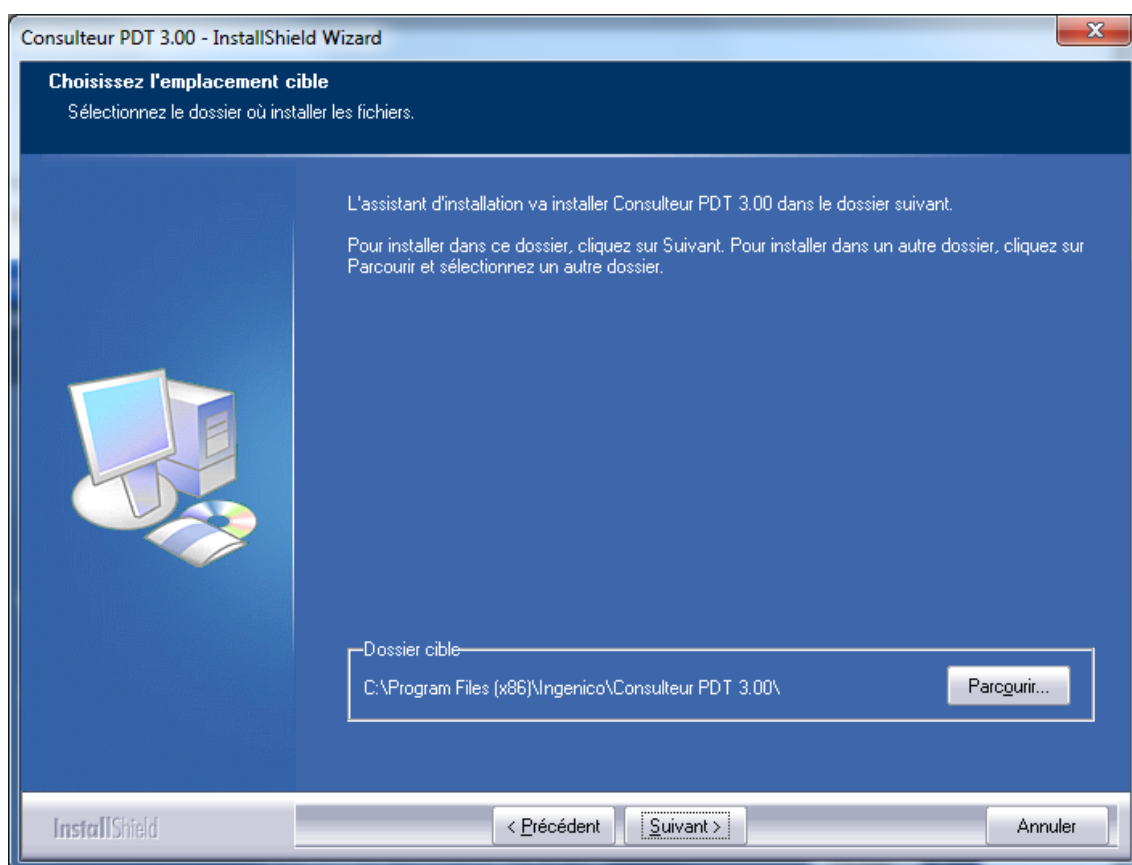 Consulteur PDT 3.00 - InstallShield Wizard
Choisissez l'emplacement cible
Sélectionnez le dossier où installer les fichiers.
L'assistant d'installation va installer Consulteur PDT 3.00 dans le dossier suivant.
Pour installer dans ce dossier, cliquez sur Suivant. Pour installer dans un autre dossier, cliquez sur
Parcourir et sélectionnez un autre dossier.
Dossier cible
C:\Program Files (x86)\Ingenico\Consulteur PDT 3.00\
Parcourir...
InstallShield
< Précédent
Suivant >
Annuler